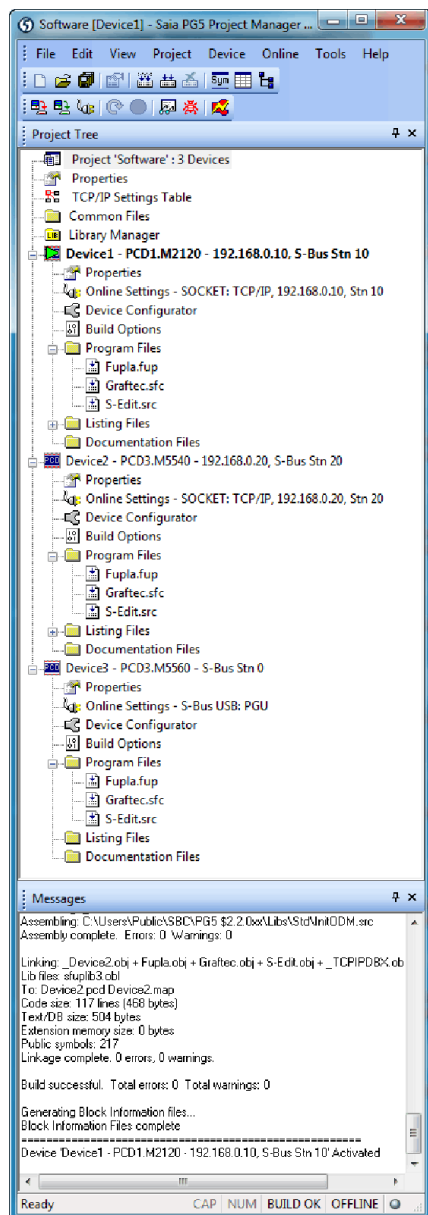 Software [Device1] - Saia PG5 Project Manager ...
File Edit View Project Device Online Tools Help
Sym
Project Tree
Project 'Software' : 3 Devices
Properties
TCP/IP Settings Table
Common Files
LIB Library Manager
Device1 - PCD1.M2120 - 192.168.0.10, S-Bus Stn 10
Properties
Online Settings - SOCKET: TCP/IP, 192.168.0.10, Stn 10
Device Configurator
Build Options
Program Files
Fupla.fup
Graftec.sfc
S-Edit.src
Listing Files
Documentation Files
PCD Device2 - PCD3.M5540 - 192.168.0.20, S-Bus Stn 20
Properties
Online Settings - SOCKET: TCP/IP, 192.168.0.20, Stn 20
Device Configurator
Build Options
Program Files
Fupla.fup
Graftec.sfc
S-Edit.src
Listing Files
Documentation Files
PCD Device3 - PCD3.M5560 - S-Bus Stn 0
Properties
Online Settings - S-Bus USB: PGU
Device Configurator
Build Options
Program Files
Fupla.fup
Graftec.sfc
S-Edit.src
Listing Files
Documentation Files
Messages
Assembling: C:\Users\Public\SBC\PG5 $2.2.0xx\Libs\Std\InitODM.src
Assembly complete. Errors: 0 Warnings: 0
Linking: _Device2.obj + Fupla.obj + Graftec.obj + S-Edit.obj + _TCPIPDBX.ob
Lib files: sfuplib3.obl
To: Device2.pcd Device2.map
Code size: 117 lines (468 bytes)
Text/DB size: 504 bytes
Extension memory size: 0 bytes
Public symbols: 217
Linkage complete. 0 errors, 0 warnings.
Build successful. Total errors: 0 Total warnings: 0
Generating Block Information files...
Block Information Files complete
==================================================
Device 'Device1 - PCD1.M2120 - 192.168.0.10, S-Bus Stn 10' Activated
Ready CAP NUM BUILD OK OFFLINE